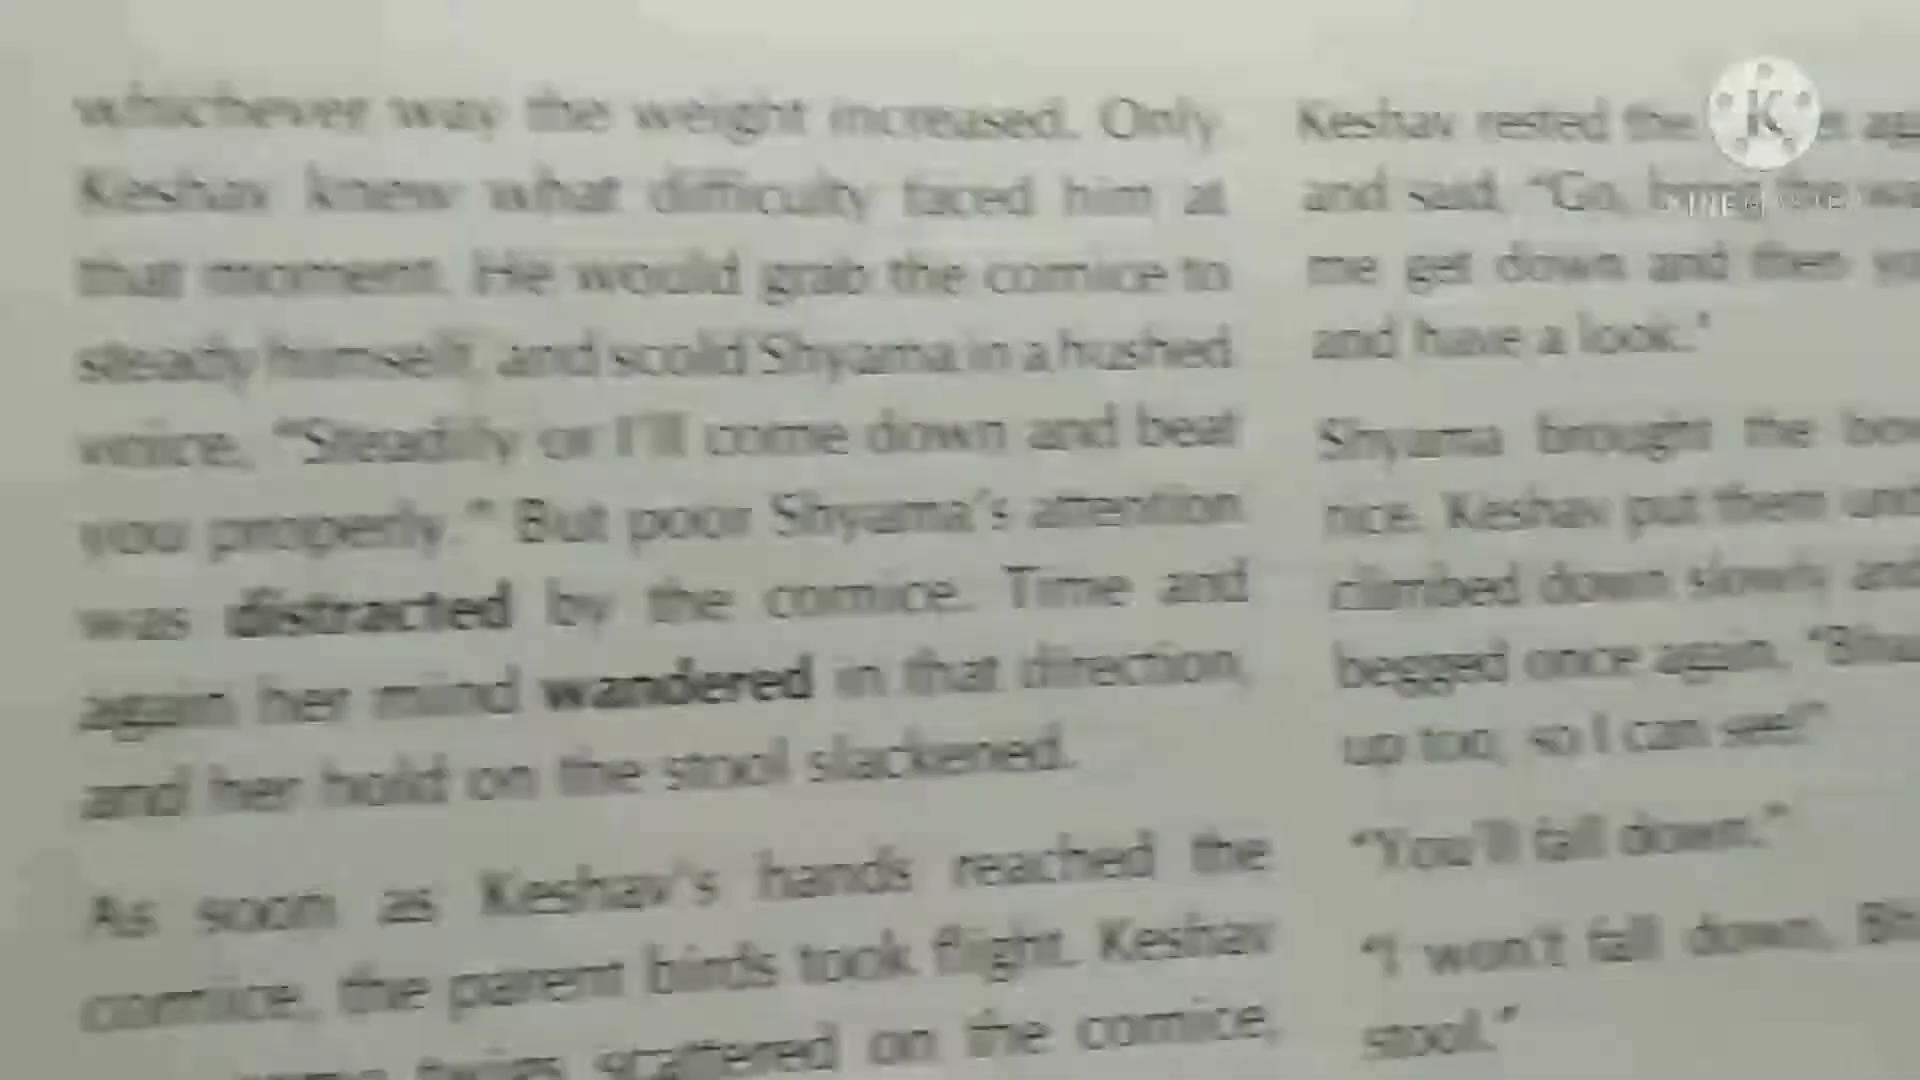 whichever way the weight increased. Only
Keshav knew what difficulty faced him at
that moment. He would grab the cornice to
steady himself, and scold Shyama in a hushed
voice, "Steadily or I'll come down and beat
you properly." But poor Shyama's attention
was distracted by the cornice. Time and
again her mind wandered in that direction,
and her hold on the stool slackened.
As soon as Keshav's hands reached the
cornice, the parent birds took flight. Keshav
twigs scattered on the cornice,
Keshav rested the
and said, "Go, bring the
me get down and then
and have a look."
Shyama brought the
rice. Keshav put them
climbed down slowly
begged once again,
up too, so I can see!"
"You'll fall down."
"I won't fall down,
stool."
K
KINEMASTER